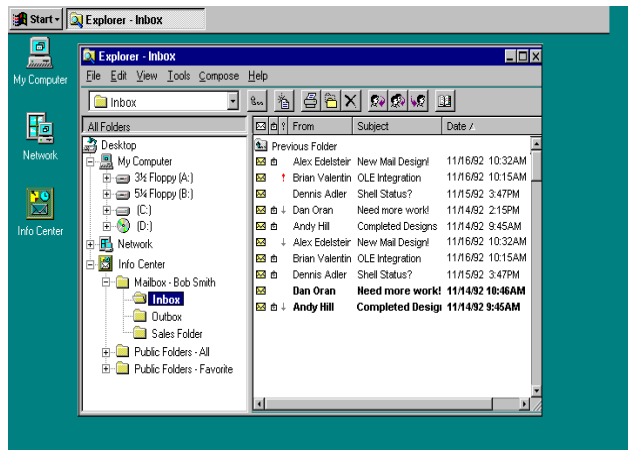 Start Explorer - Inbox
My Computer
Network
Info Center
Explorer - Inbox
File Edit View Tools Compose Help
Inbox
All Folders
Desktop
My Computer
3½ Floppy (A:)
5¼ Floppy (B:)
(C:)
(D:)
Network
Info Center
Mailbox - Bob Smith
Inbox
Outbox
Sales Folder
Public Folders - All
Public Folders - Favorite
From Subject Date /
Previous Folder
Alex Edelsteir New Mail Design! 11/16/92 10:32AM
Brian Valentin OLE Integration 11/16/92 10:15AM
Dennis Adler Shell Status? 11/15/92 3:47PM
Dan Oran Need more work! 11/14/92 2:15PM
Andy Hill Completed Designs 11/14/92 9:45AM
Alex Edelsteir New Mail Design! 11/16/92 10:32AM
Brian Valentin OLE Integration 11/16/92 10:15AM
Dennis Adler Shell Status? 11/15/92 3:47PM
Dan Oran Need more work! 11/14/92 10:46AM
Andy Hill Completed Desigı 11/14/92 9:45AM